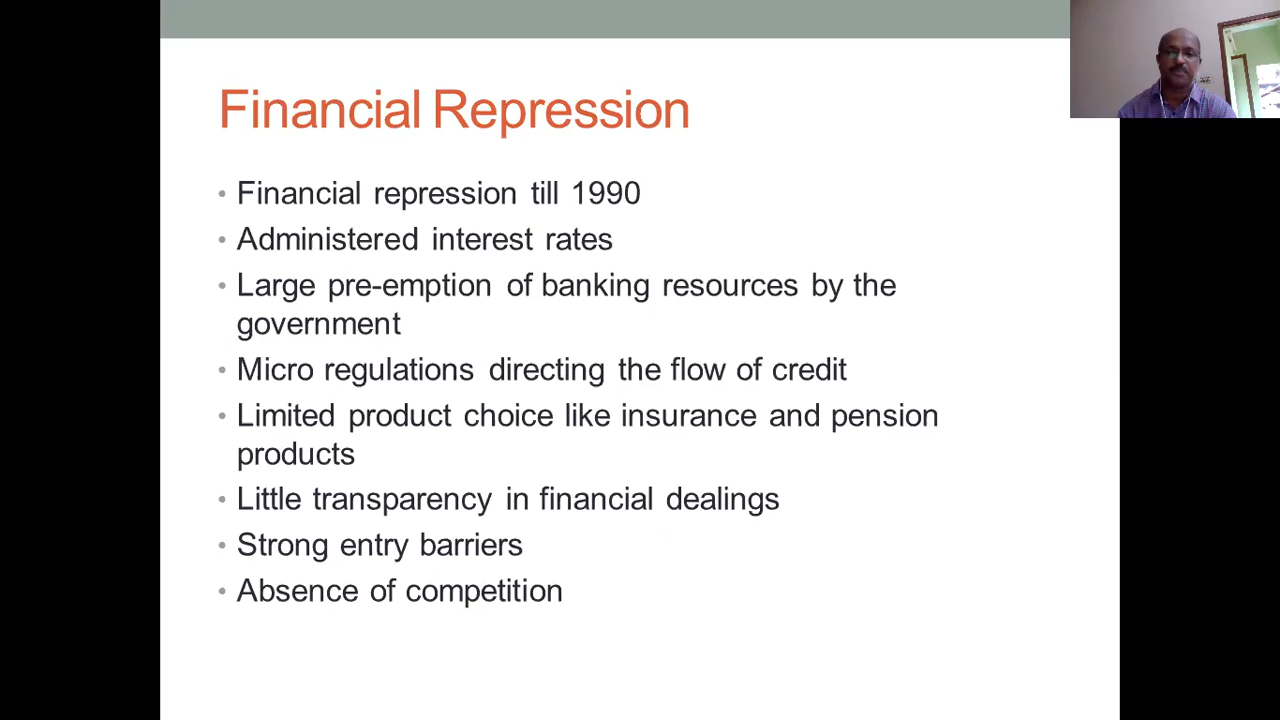 Financial Repression
• Financial repression till 1990
• Administered interest rates
• Large pre-emption of banking resources by the
government
• Micro regulations directing the flow of credit
• Limited product choice like insurance and pension
products
• Little transparency in financial dealings
• Strong entry barriers
• Absence of competition